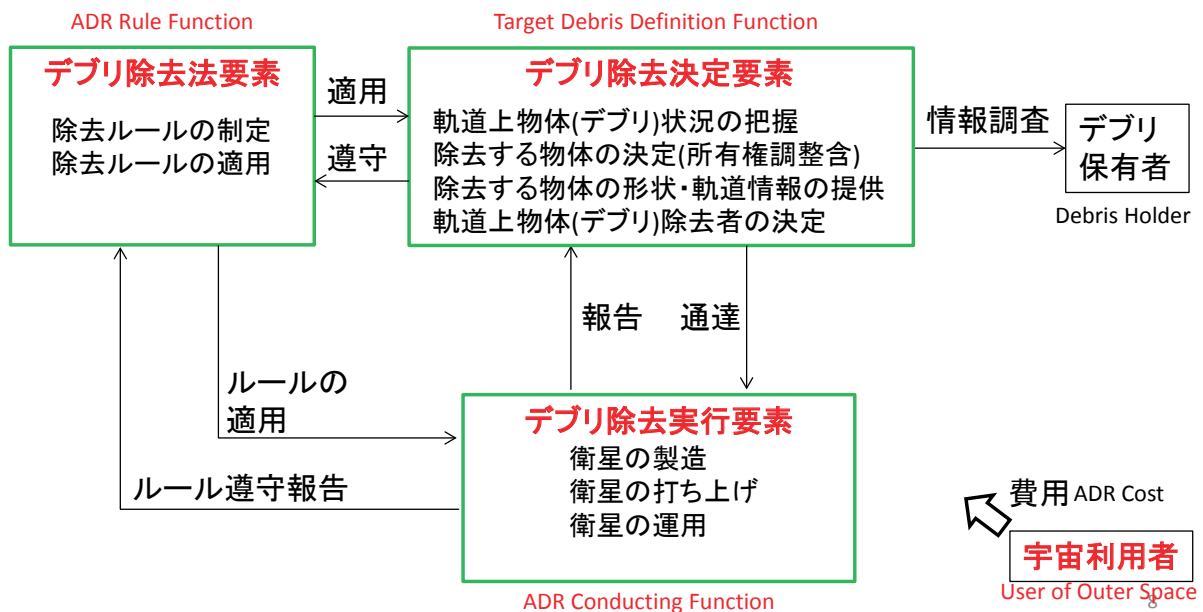 ADR Rule Function
デブリ除去法要素
除去ルールの制定
除去ルールの適用
適用
遵守
Target Debris Definition Function
デブリ除去決定要素
軌道上物体(デブリ)状況の把握
除去する物体の決定(所有権調整含)
除去する物体の形状・軌道情報の提供
軌道上物体(デブリ)除去者の決定
情報調査
デブリ
保有者
Debris Holder
報告
通達
ルールの
適用
ルール遵守報告
デブリ除去実行要素
衛星の製造
衛星の打ち上げ
衛星の運用
ADR Conducting Function
費用 ADR Cost
宇宙利用者
User of Outer Space
8